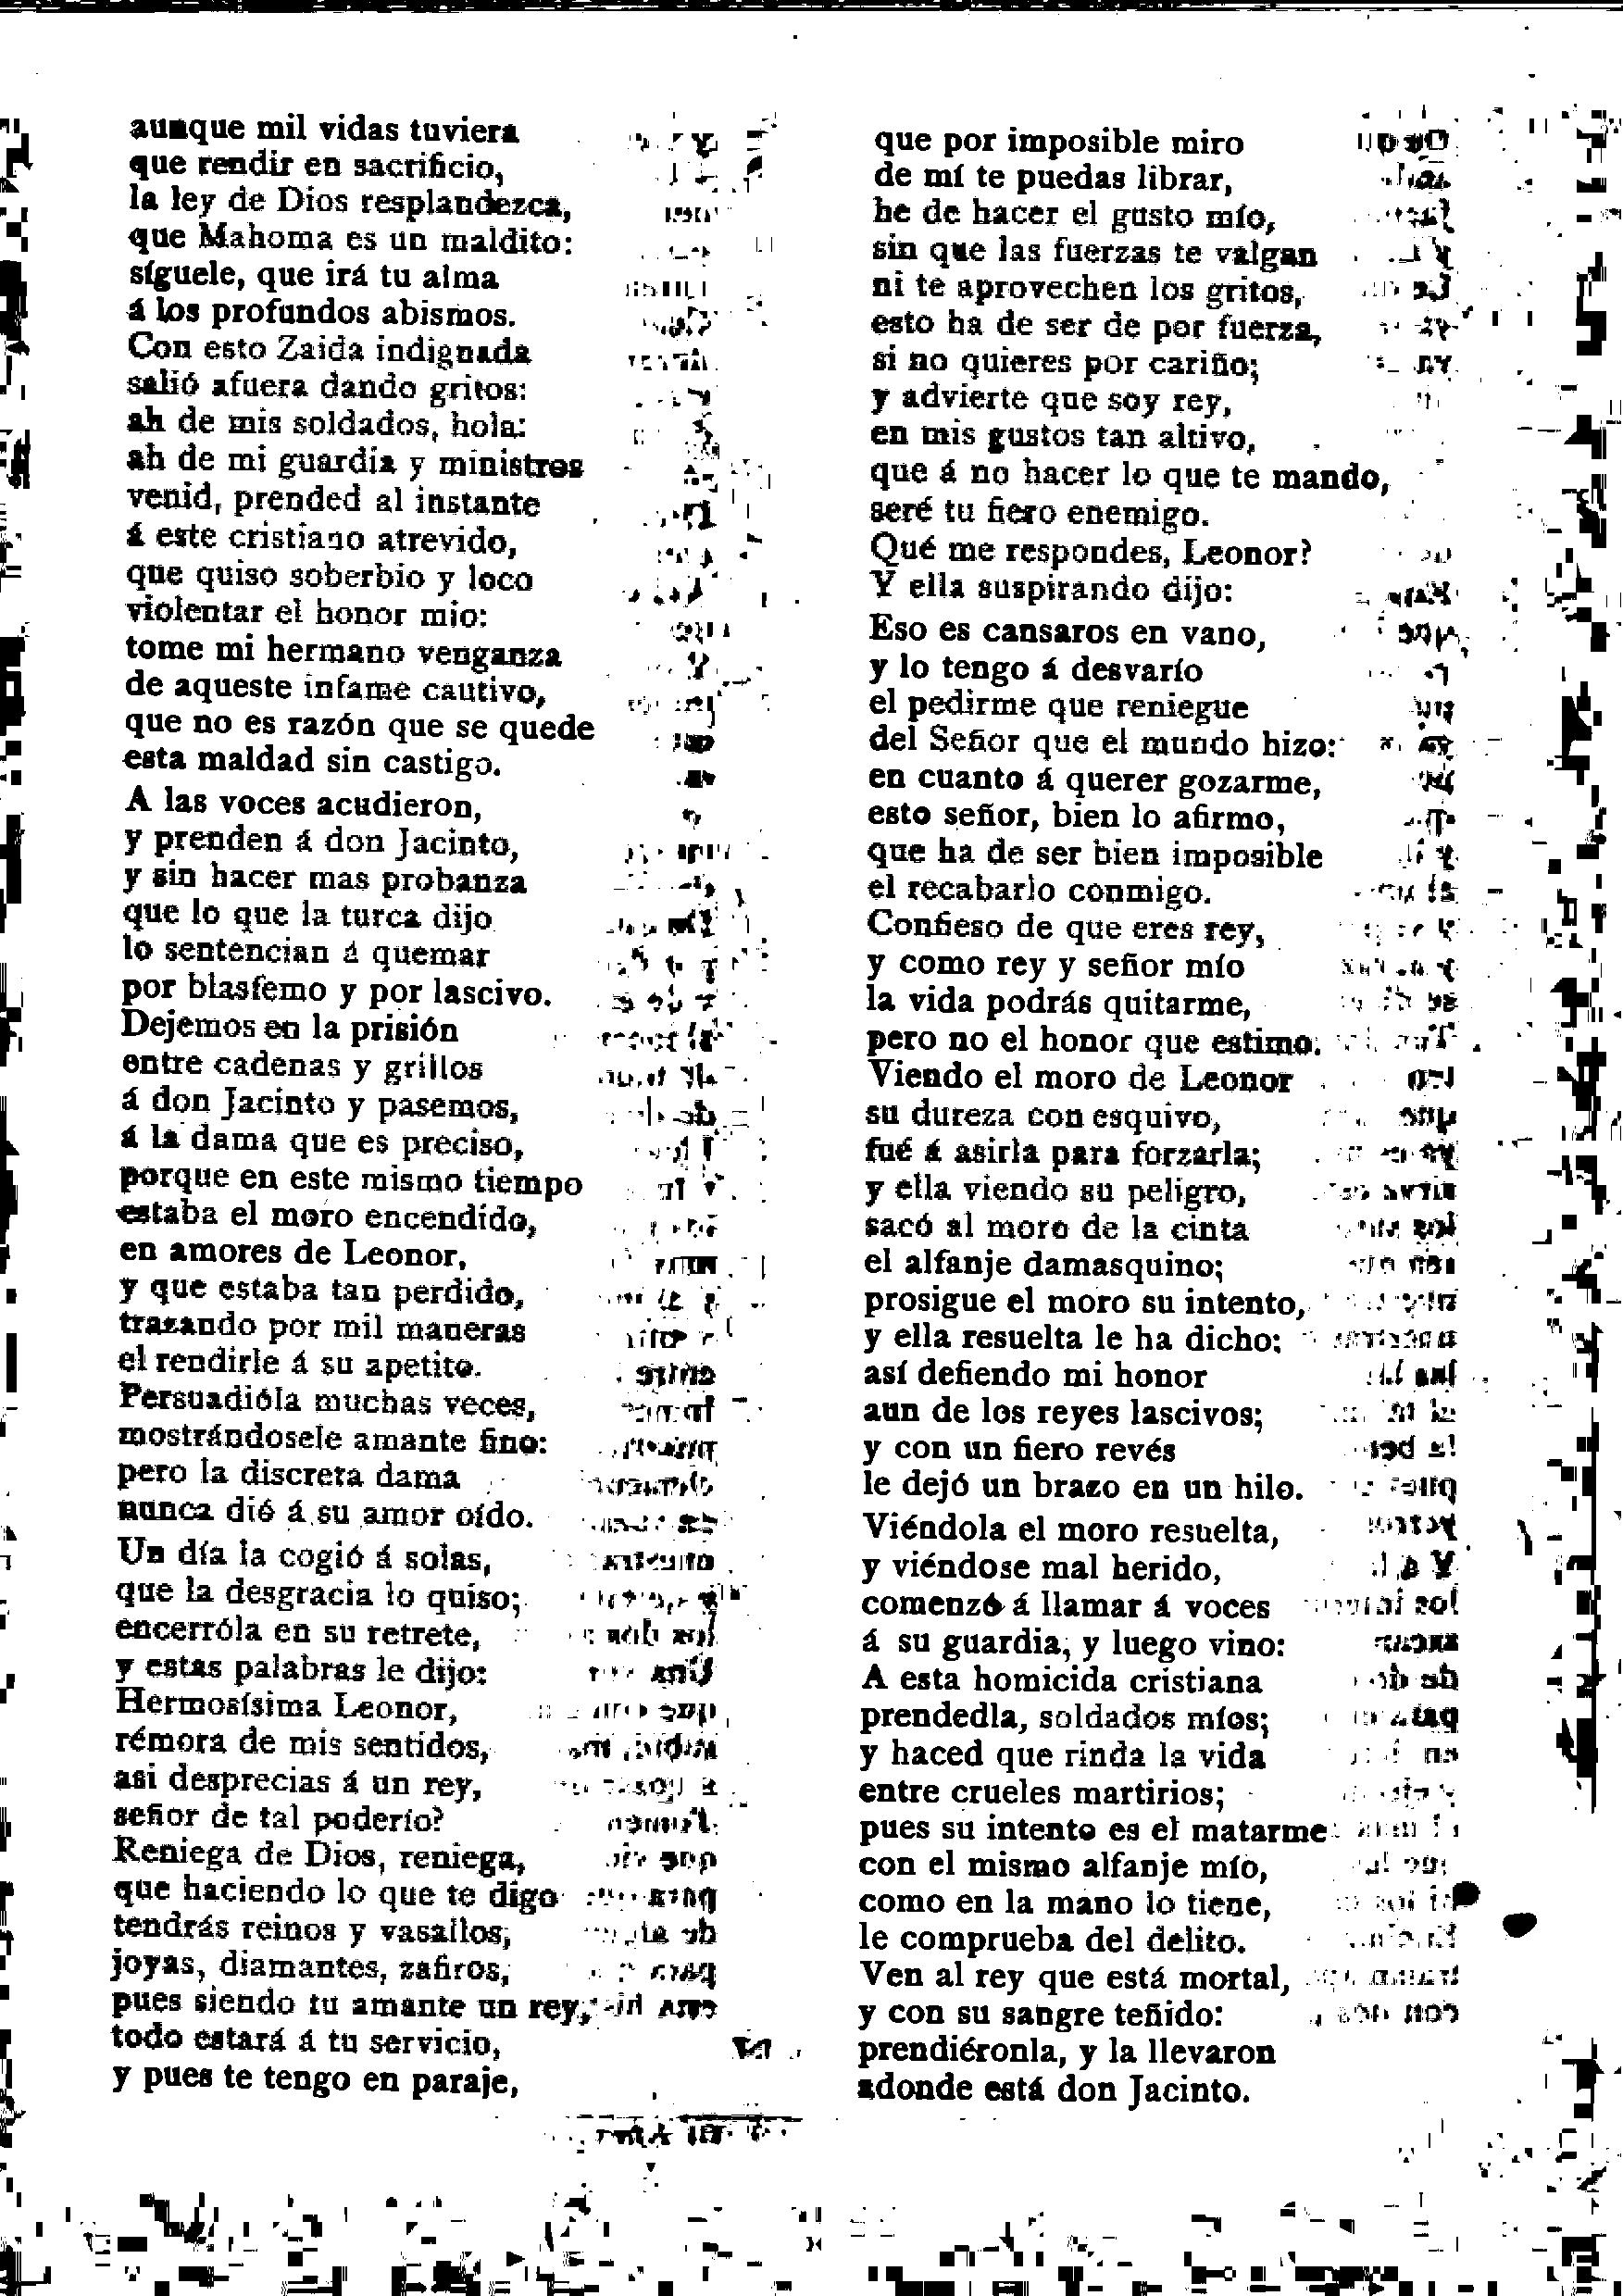 aunque mil vidas tuviera
que rendir en sacrificio,
la ley de Dios resplandezca,
que Mahoma es un maldito:
síguele, que irá tu alma
á los profundos abismos.
Con esto Zaida indignada
salió afuera dando gritos:
ah de mis soldados, hola:
ah de mi guardia y ministros
venid, prended al instante
á este cristiano atrevido,
que quiso soberbio y loco
violentar el honor mio:
tome mi hermano venganza
de aqueste infame cautivo,
que no es razón que se quede
esta maldad sin castigo.
A las voces acudieron,
y prenden á don Jacinto,
y sin hacer mas probanza
que lo que la turca dijo
lo sentencian á quemar
por blasfemo y por lascivo.
Dejemos en la prisión
entre cadenas y grillos
á don Jacinto y pasemos,
á la dama que es preciso,
porque en este mismo tiempo
estaba el moro encendido,
en amores de Leonor,
y que estaba tan perdido,
trazando por mil maneras
el rendirle á su apetito.
Persuadióla muchas veces,
mostrándosele amante fino:
pero la discreta dama
nunca dió á su amor oído.
Un día la cogió á solas,
que la desgracia lo quiso;
encerróla en su retrete,
y estas palabras le dijo:
Hermosísima Leonor,
rémora de mis sentidos,
asi desprecias á un rey,
señor de tal poderío?
Reniega de Dios, reniega,
que haciendo lo que te digo
tendrás reinos y vasallos,
joyas, diamantes, zafiros,
pues siendo tu amante un rey,
todo estará á tu servicio,
y pues te tengo en paraje,
que por imposible miro
de mí te puedas librar,
he de hacer el gusto mío,
sin que las fuerzas te valgan
ni te aprovechen los gritos,
esto ha de ser de por fuerza,
si no quieres por cariño;
y advierte que soy rey,
en mis gustos tan altivo,
que á no hacer lo que te mando,
seré tu fiero enemigo.
Qué me respondes, Leonor?
Y ella suspirando dijo:
Eso es cansaros en vano,
y lo tengo á desvarío
el pedirme que reniegue
del Señor que el mundo hizo:
en cuanto á querer gozarme,
esto señor, bien lo afirmo,
que ha de ser bien imposible
el recabarlo conmigo.
Confieso de que eres rey,
y como rey y señor mío
la vida podrás quitarme,
pero no el honor que estimo.
Viendo el moro de Leonor
su dureza con esquivo,
fué á asirla para forzarla;
y ella viendo su peligro,
sacó al moro de la cinta
el alfanje damasquino;
prosigue el moro su intento,
y ella resuelta le ha dicho:
así defiendo mi honor
aun de los reyes lascivos;
y con un fiero revés
le dejó un brazo en un hilo.
Viéndola el moro resuelta,
y viéndose mal herido,
comenzó á llamar á voces
á su guardia, y luego vino:
A esta homicida cristiana
prendedla, soldados míos;
y haced que rinda la vida
entre crueles martirios;
pues su intento es el matarme
con el mismo alfanje mío,
como en la mano lo tiene,
le comprueba del delito.
Ven al rey que está mortal,
y con su sangre teñido:
prendiéronla, y la llevaron
adonde está don Jacinto.